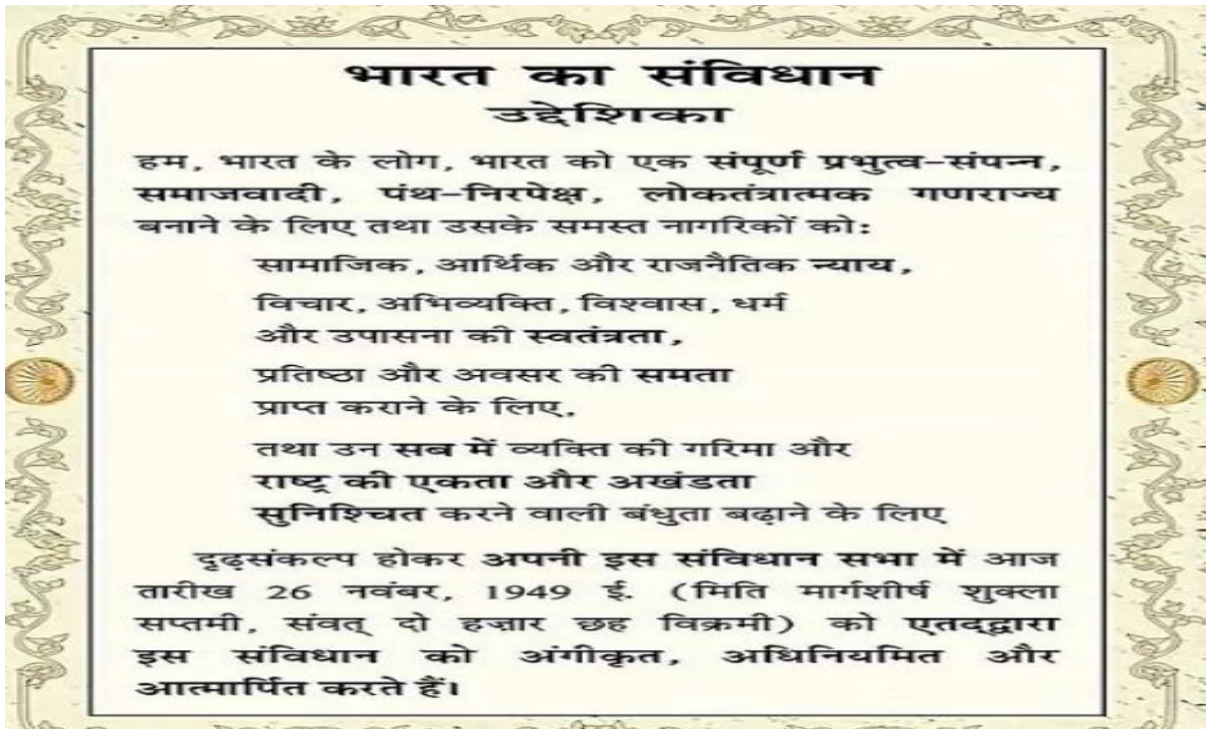 भारत का संविधान
उद्देशिका
हम, भारत के लोग, भारत को एक संपूर्ण प्रभुत्व-संपन्न,
समाजवादी, पंथ-निरपेक्ष, लोकतंत्रात्मक गणराज्य
बनाने के लिए तथा उसके समस्त नागरिकों को:
सामाजिक, आर्थिक और राजनैतिक न्याय,
विचार, अभिव्यक्ति, विश्वास, धर्म
और उपासना की स्वतंत्रता,
प्रतिष्ठा और अवसर की समता
प्राप्त कराने के लिए,
तथा उन सब में व्यक्ति की गरिमा और
राष्ट्र की एकता और अखंडता
सुनिश्चित करने वाली बंधुता बढ़ाने के लिए
दृढ़संकल्प होकर अपनी इस संविधान सभा में आज
तारीख 26 नवंबर, 1949 ई. (मिति मार्गशीर्ष शुक्ला
सप्तमी, संवत् दो हज़ार छह विक्रमी) को एतद्द्वारा
इस संविधान को अंगीकृत, अधिनियमित और
आत्मार्पित करते हैं।